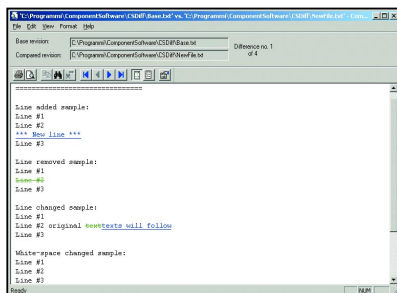 "C:\Programmi\ComponentSoftware\CSDiff\Base.txt" vs. "C:\Programmi\ComponentSoftware\CSDiff\NewFile.txt" - Com...
File Edit View Format Help
Base revision: C:\Programmi\ComponentSoftware\CSDiff\Base.txt
Compared revision: C:\Programmi\ComponentSoftware\CSDiff\NewFile.txt
Difference no. 1
of 4
==============================
Line added sample:
Line #1
Line #2
*** New line ***
Line #3
Line removed sample:
Line #1
Line #2
Line #3
Line changed sample:
Line #1
Line #2 original texttexts will follow
Line #3
White-space changed sample:
Line #1
Line #2
Line #3
Ready NUM